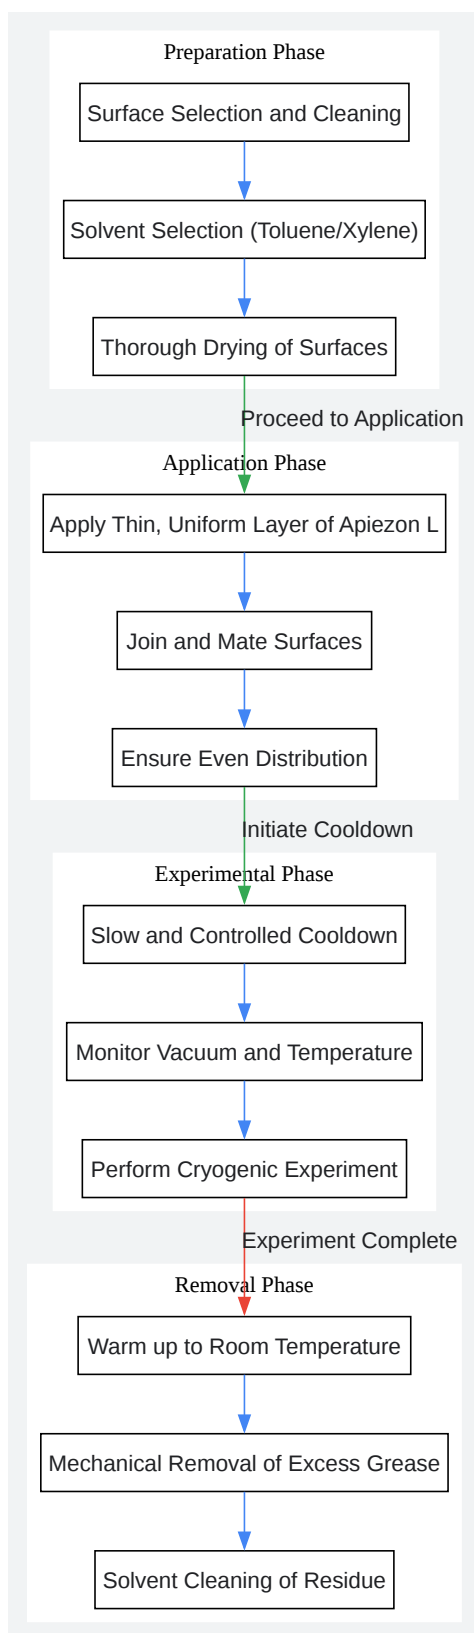 Preparation Phase
Surface Selection and Cleaning
Solvent Selection (Toluene/Xylene)
Thorough Drying of Surfaces
Proceed to Application
Application Phase
Apply Thin, Uniform Layer of Apiezon L
Join and Mate Surfaces
Ensure Even Distribution
Initiate Cooldown
Experimental Phase
Slow and Controlled Cooldown
Monitor Vacuum and Temperature
Perform Cryogenic Experiment
Experiment Complete
Removal Phase
Warm up to Room Temperature
Mechanical Removal of Excess Grease
Solvent Cleaning of Residue